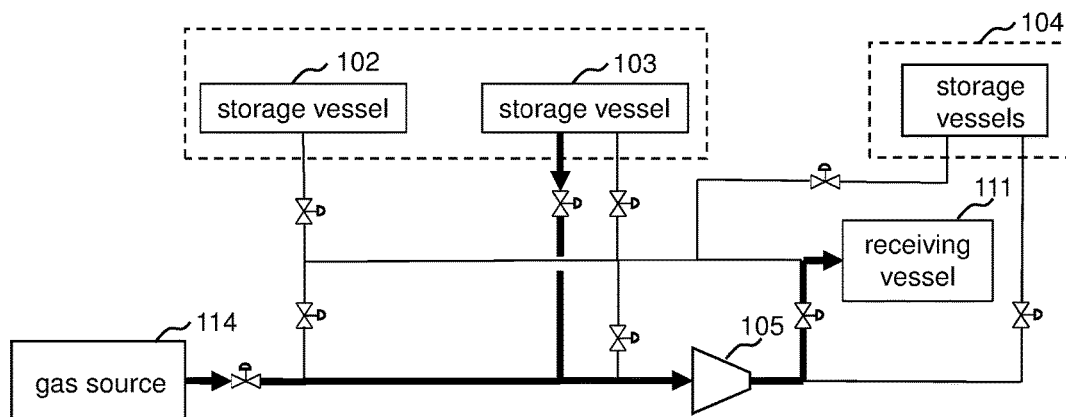 104
102
103
storage vessel
storage vessel
storage
vessels
111
receiving
vessel
114
105
gas source